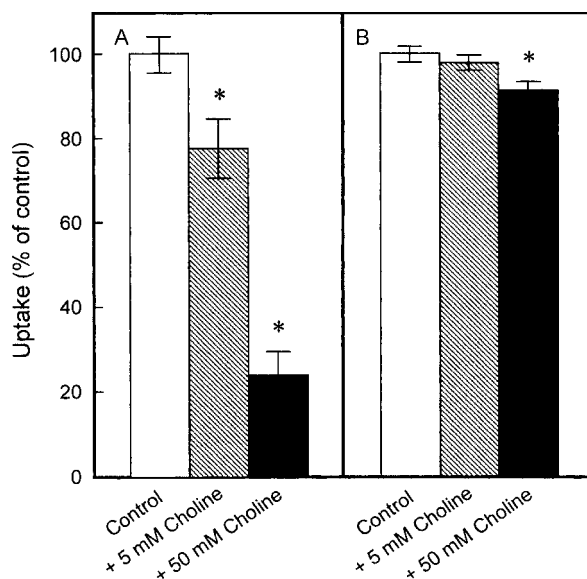 A
B
100
80
60
40
20
0
Uptake (% of control)
*
*
*
Control
+ 5 mM Choline
+ 50 mM Choline
Control
+ 5 mM Choline
+ 50 mM Choline